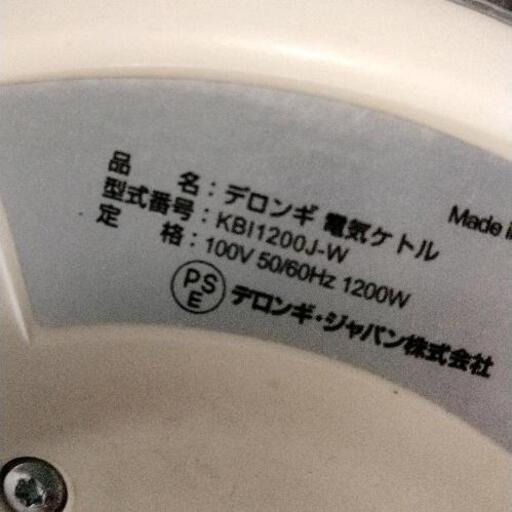 品 名：デロンギ 電気ケトル
型式番号：KBI1200J-W
定 格：100V 50/60Hz 1200W
PS
E
デロンギ・ジャパン株式会社
Made